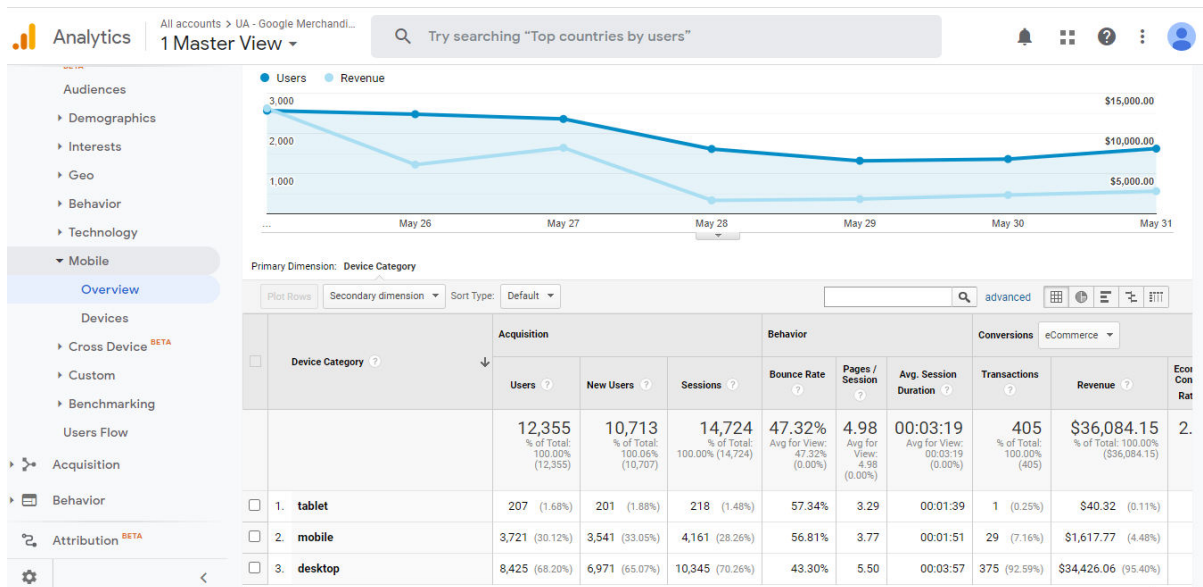 All accounts > UA - Google Merchandi...
Analytics
1 Master View
Try searching “Top countries by users”
BETA
Audiences
Demographics
Interests
Geo
Behavior
Technology
Mobile
Overview
Devices
Cross Device BETA
Custom
Benchmarking
Users Flow
Acquisition
Behavior
Attribution BETA
Users Revenue
3,000 $15,000.00
2,000 $10,000.00
1,000 $5,000.00
... May 26 May 27 May 28 May 29 May 30 May 31
Primary Dimension: Device Category
Plot Rows Secondary dimension Sort Type: Default advanced
Acquisition Behavior Conversions eCommerce
Device Category ? Users ? New Users ? Sessions ? Bounce Rate ? Pages / Session ? Avg. Session Duration ? Transactions ? Revenue ?
12,355 10,713 14,724 47.32% 4.98 00:03:19 405 $36,084.15 2.
% of Total: 100.00% (12,355) % of Total: 100.06% (10,707) % of Total: 100.00% (14,724) Avg for View: 47.32% (0.00%) Avg for View: 4.98 (0.00%) Avg for View: 00:03:19 (0.00%) % of Total: 100.00% (405) % of Total: 100.00% ($36,084.15)
1. tablet 207 (1.68%) 201 (1.88%) 218 (1.48%) 57.34% 3.29 00:01:39 1 (0.25%) $40.32 (0.11%)
2. mobile 3,721 (30.12%) 3,541 (33.05%) 4,161 (28.26%) 56.81% 3.77 00:01:51 29 (7.16%) $1,617.77 (4.48%)
3. desktop 8,425 (68.20%) 6,971 (65.07%) 10,345 (70.26%) 43.30% 5.50 00:03:57 375 (92.59%) $34,426.06 (95.40%)